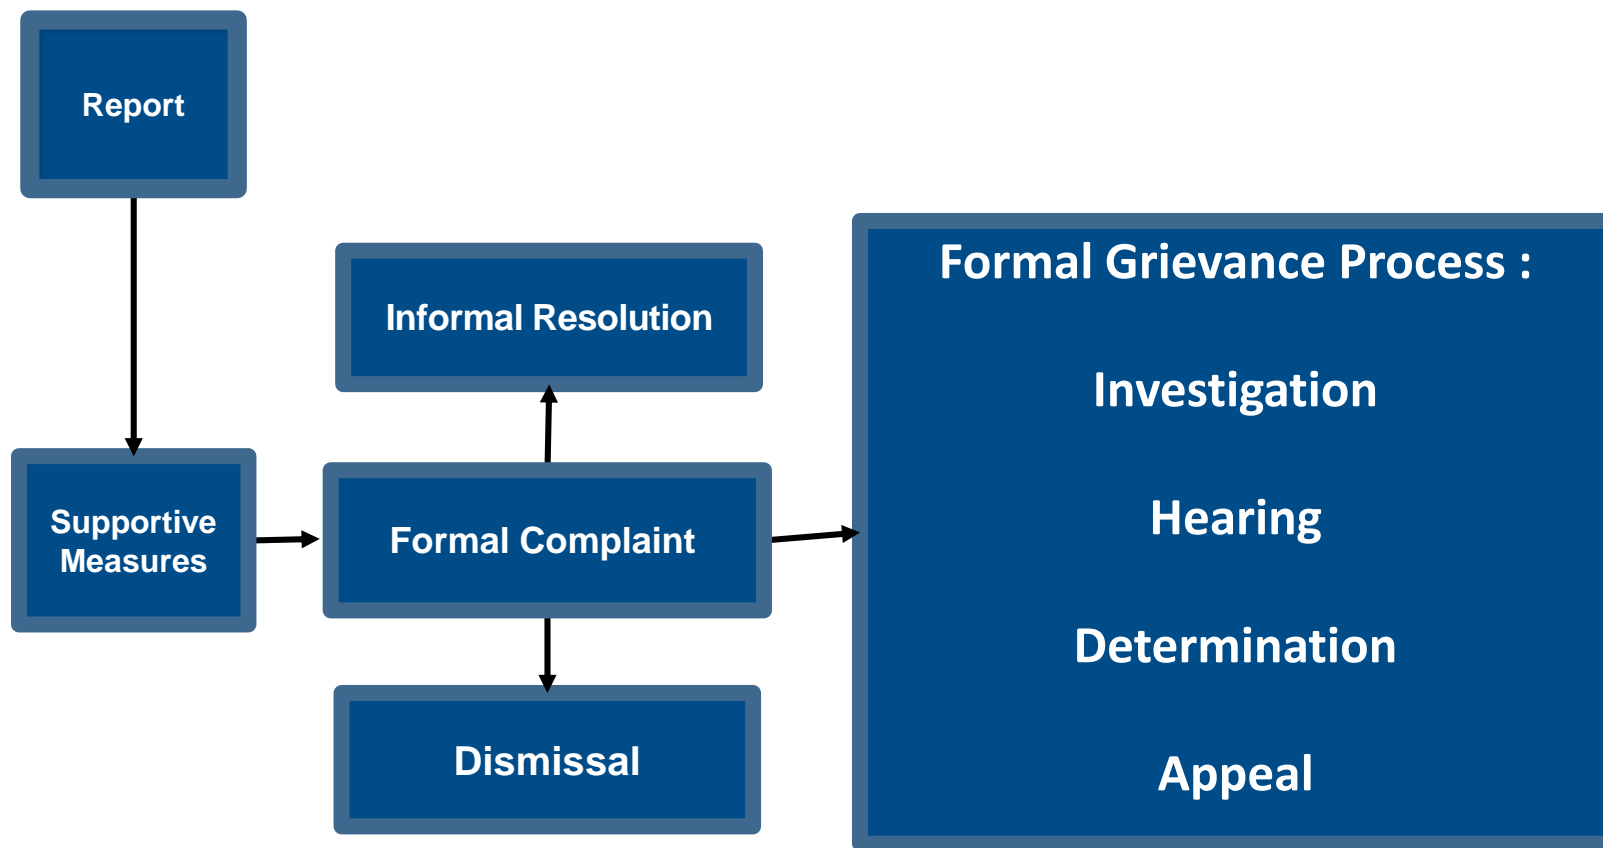 Report
Supportive
Measures
Informal Resolution
Formal Complaint
Dismissal
Formal Grievance Process :
Investigation
Hearing
Determination
Appeal